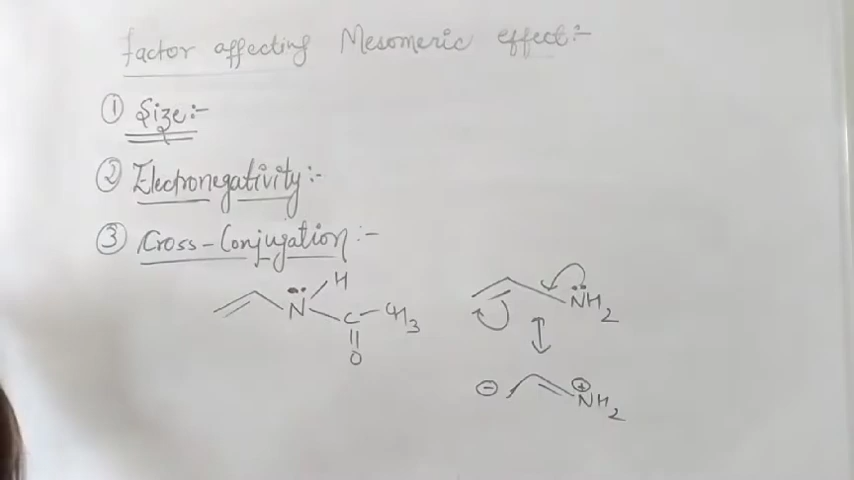 factor affecting Mesomeric effect:-
① Size:-
② Electronegativity:-
③ Cross-Conjugation:-
H
N
C-CH3
O
NH2
⊖ ⊕
NH2